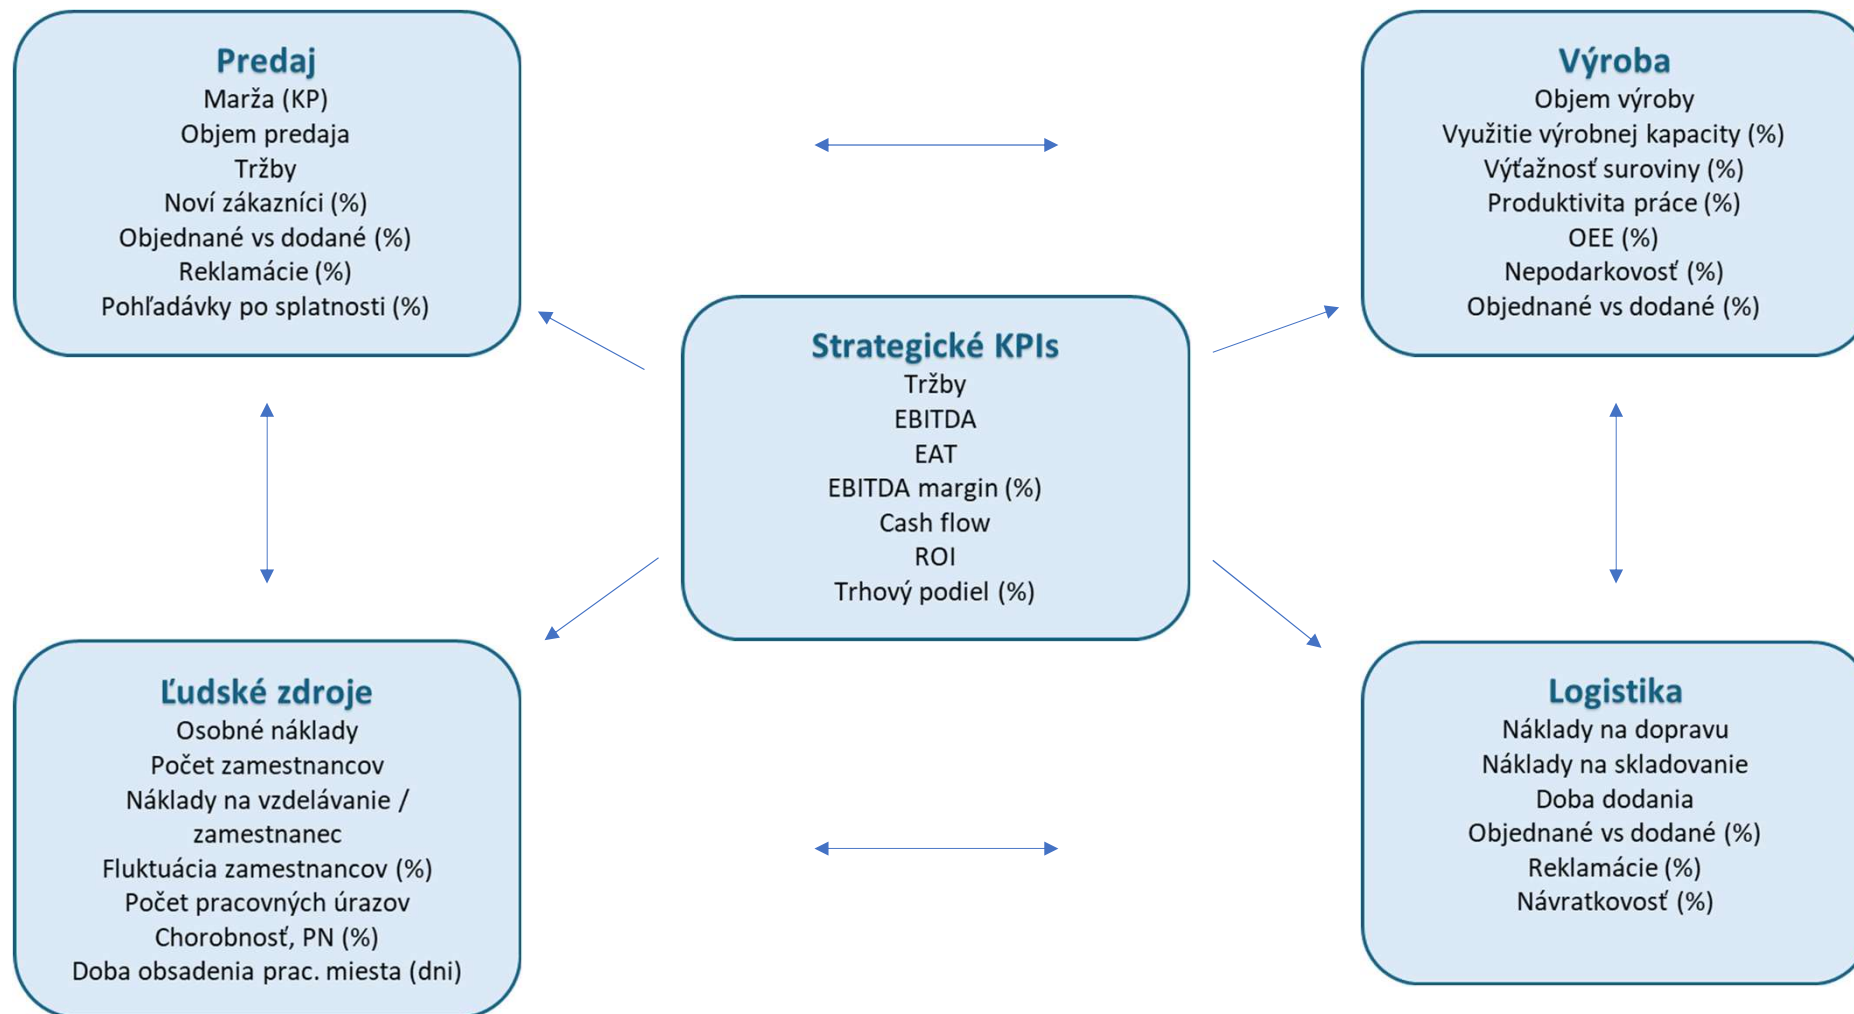 Predaj
Marža (KP)
Objem predaja
Tržby
Noví zákazníci (%)
Objednané vs dodané (%)
Reklamácie (%)
Pohľadávky po splatnosti (%)
Výroba
Objem výroby
Využitie výrobnej kapacity (%)
Výťažnosť suroviny (%)
Produktivita práce (%)
OEE (%)
Nepodarkovosť (%)
Objednané vs dodané (%)
Strategické KPIs
Tržby
EBITDA
EAT
EBITDA margin (%)
Cash flow
ROI
Trhový podiel (%)
Ľudské zdroje
Osobné náklady
Počet zamestnancov
Náklady na vzdelávanie /
zamestnanec
Fluktuácia zamestnancov (%)
Počet pracovných úrazov
Chorobnosť, PN (%)
Doba obsadenia prac. miesta (dni)
Logistika
Náklady na dopravu
Náklady na skladovanie
Doba dodania
Objednané vs dodané (%)
Reklamácie (%)
Návratkovosť (%)